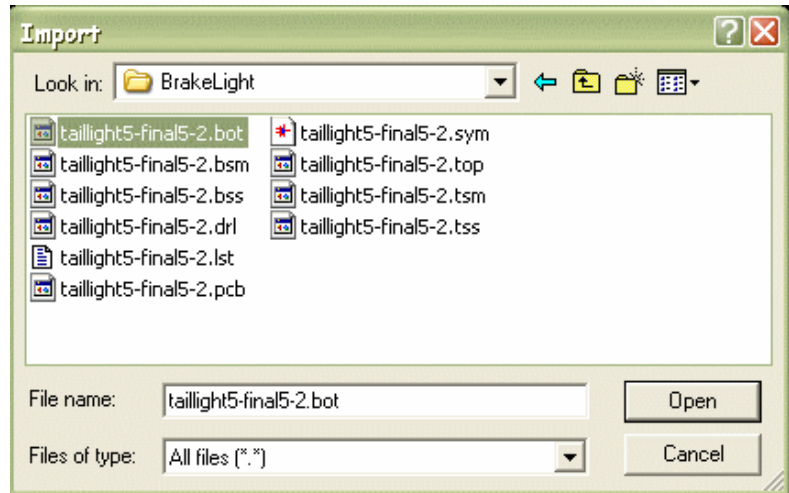 Import
Look in: BrakeLight
taillight5-final5-2.bot
taillight5-final5-2.bsm
taillight5-final5-2.bss
taillight5-final5-2.drl
taillight5-final5-2.lst
taillight5-final5-2.pcb
taillight5-final5-2.sym
taillight5-final5-2.top
taillight5-final5-2.tsm
taillight5-final5-2.tss
File name: taillight5-final5-2.bot
Open
Files of type: All files (*.*)
Cancel